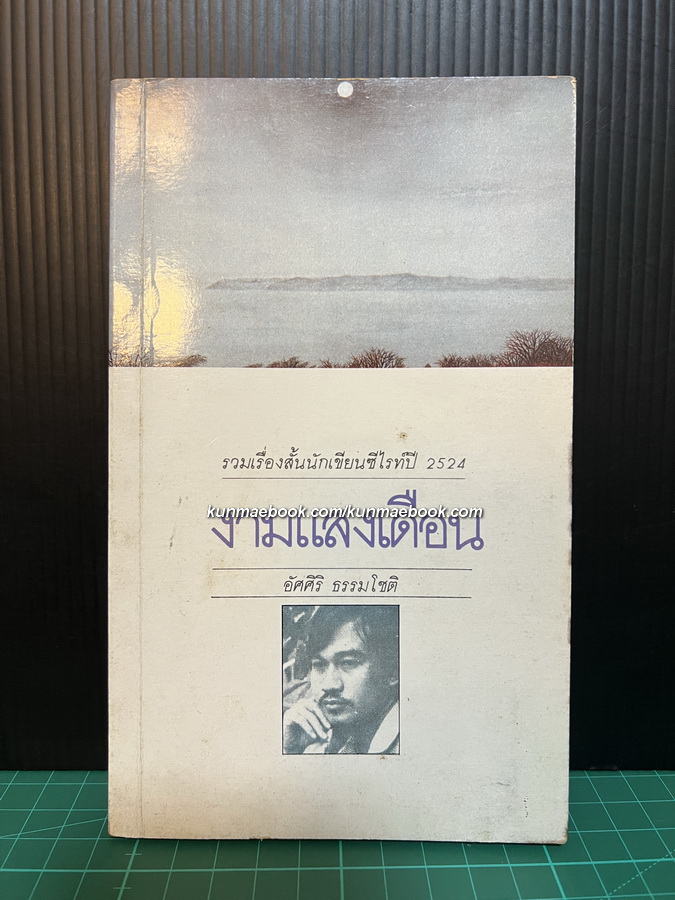 รวมเรื่องสั้นนักเขียนซีไรท์ปี 2524
kunmaebook.com/kunmaebook.com
งามแสงเดือน
อัศศิริ ธรรมโชติ